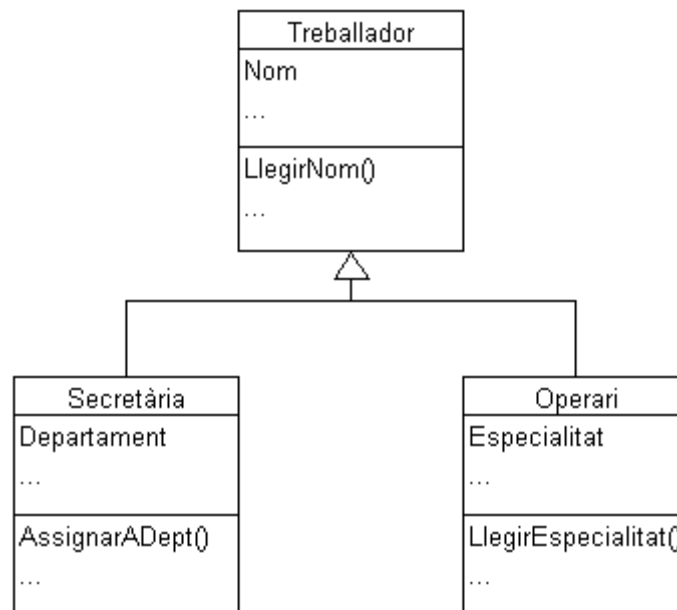 Treballador
Nom
...
LlegirNom()
...
Secretària
Departament
...
AssignarADept()
...
Operari
Especialitat
...
LlegirEspecialitat()
...